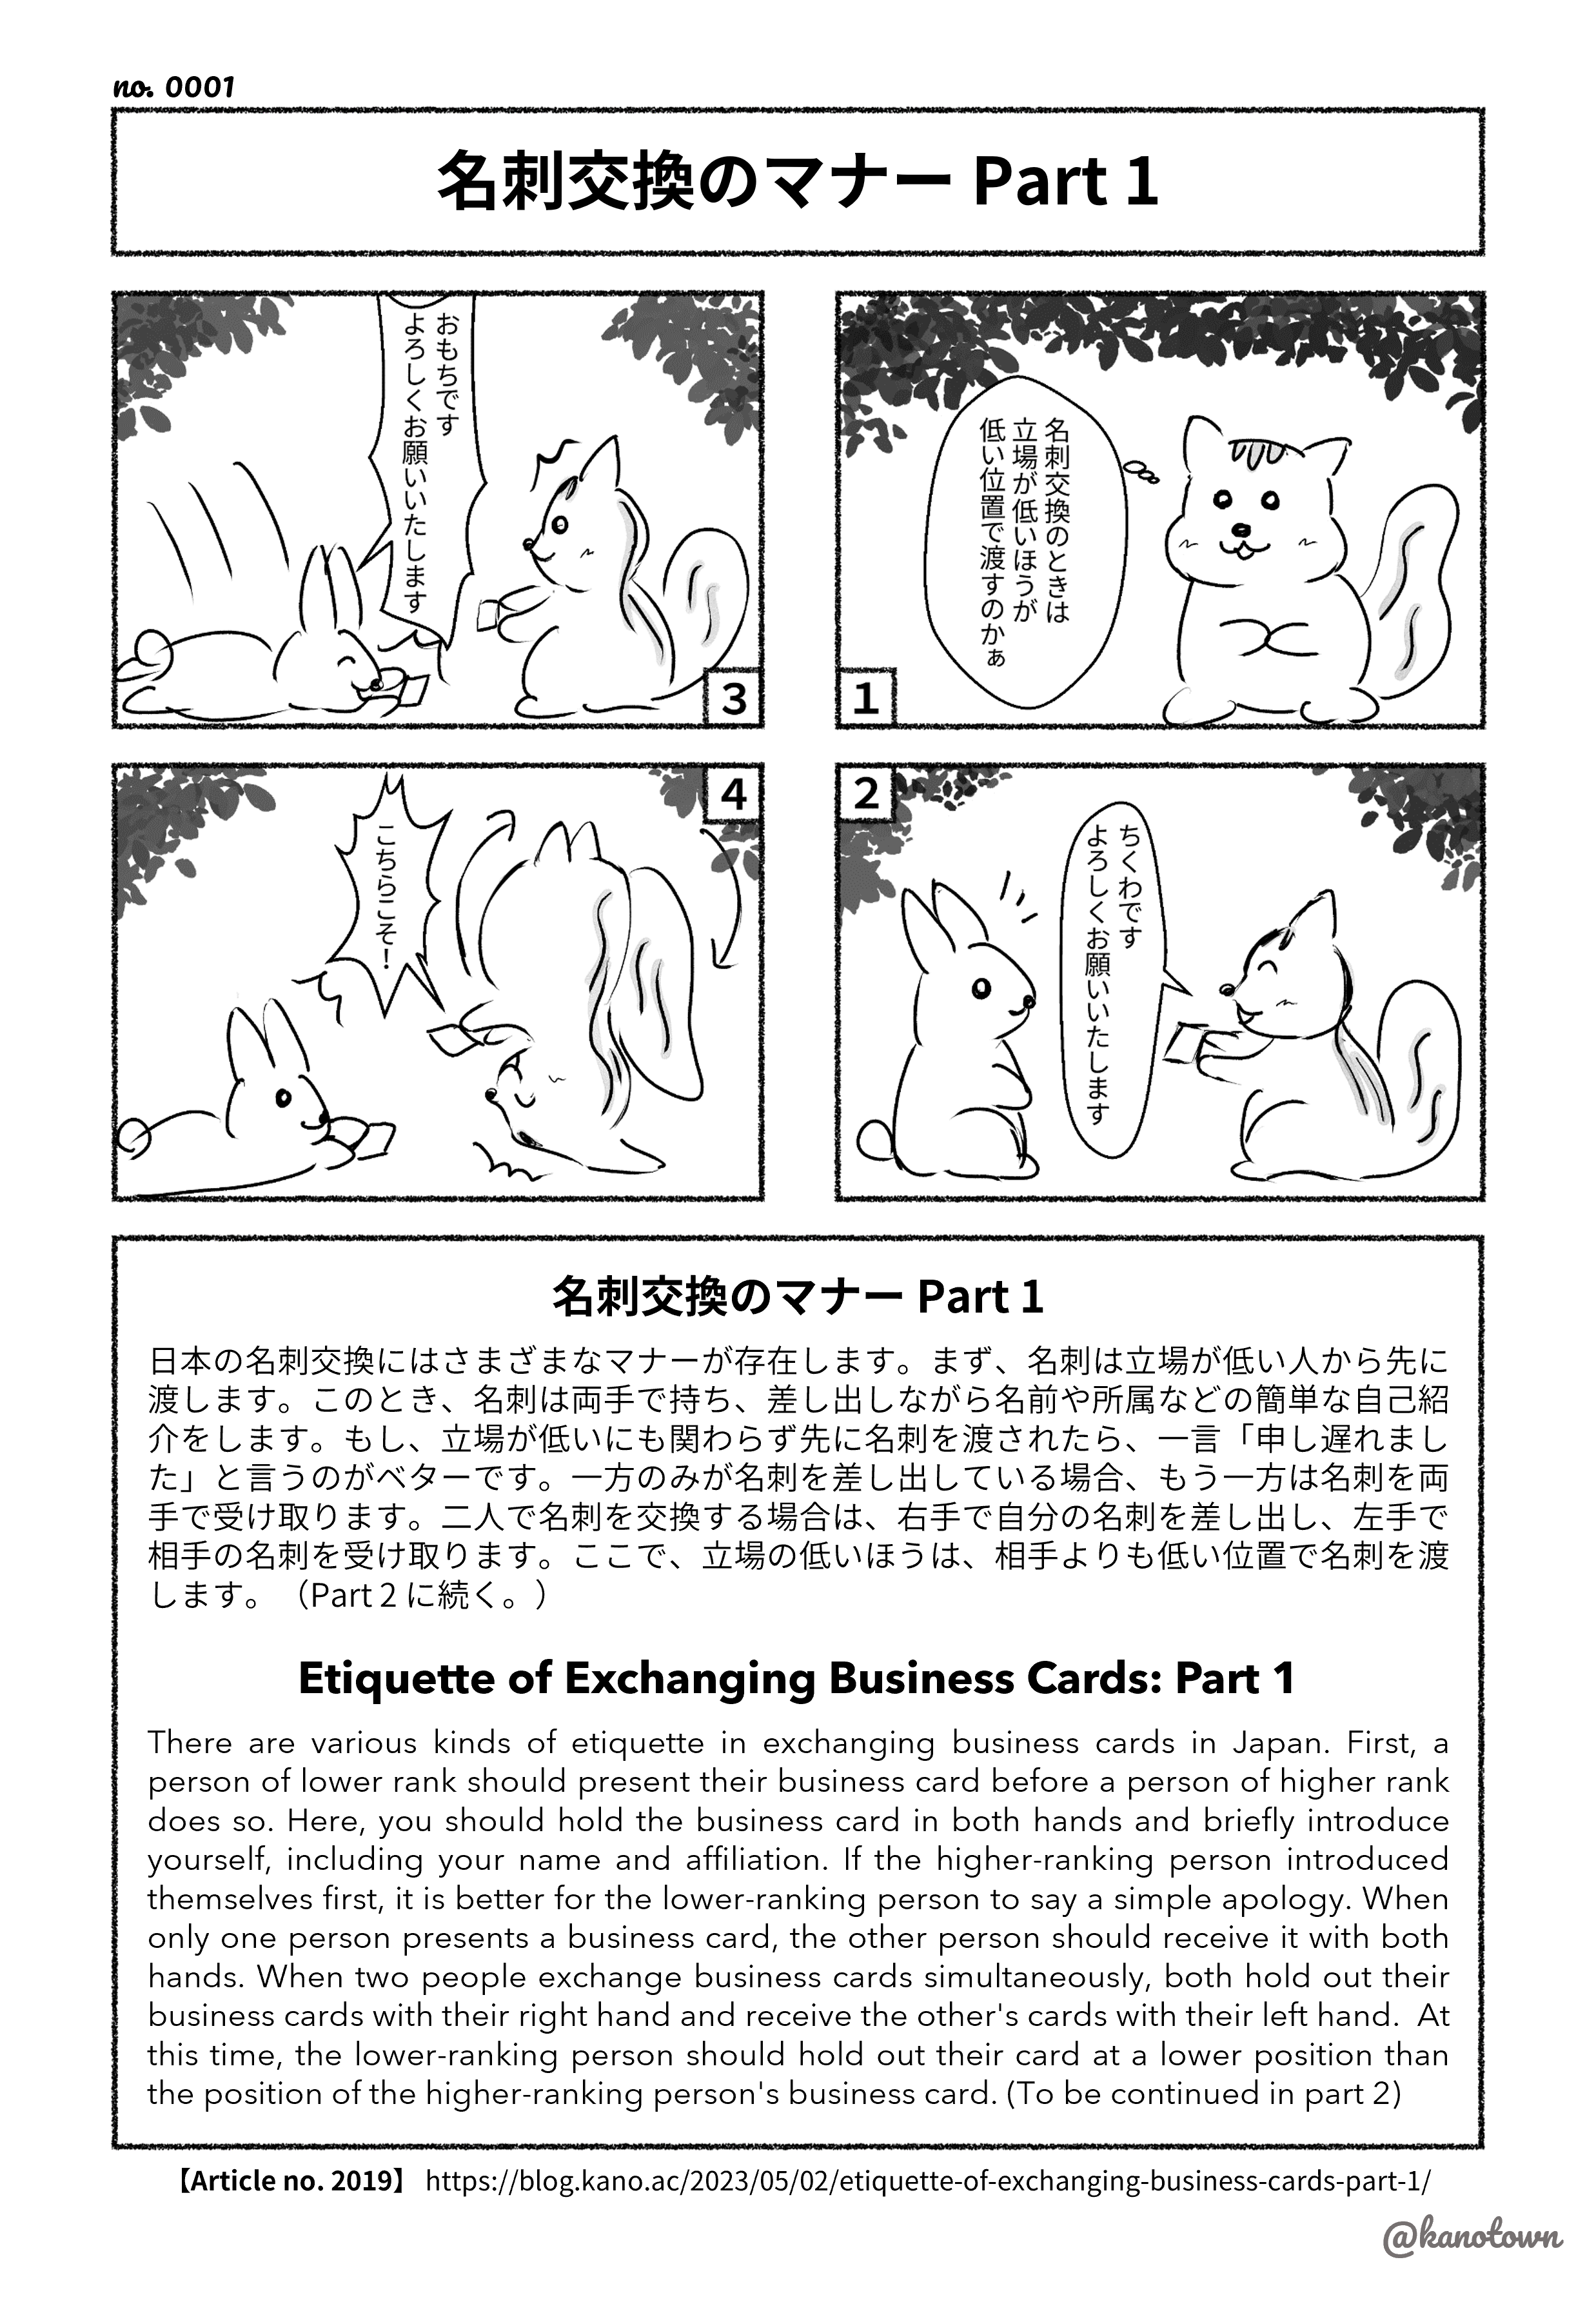 no. 0001
名刺交換のマナー Part 1
1
名刺交換のときは
立場が低いほうが
低い位置で渡すのかぁ
2
ちくわです
よろしくお願いいたします
3
おもちです
よろしくお願いいたします
4
こちらこそ！
名刺交換のマナー Part 1
日本の名刺交換にはさまざまなマナーが存在します。まず、名刺は立場が低い人から先に
渡します。このとき、名刺は両手で持ち、差し出しながら名前や所属などの簡単な自己紹
介をします。もし、立場が低いにも関わらず先に名刺を渡されたら、一言「申し遅れまし
た」と言うのがベターです。一方のみが名刺を差し出している場合、もう一方は名刺を両
手で受け取ります。二人で名刺を交換する場合は、右手で自分の名刺を差し出し、左手で
相手の名刺を受け取ります。ここで、立場の低いほうは、相手よりも低い位置で名刺を渡
します。（Part 2 に続く。）
Etiquette of Exchanging Business Cards: Part 1
There are various kinds of etiquette in exchanging business cards in Japan. First, a
person of lower rank should present their business card before a person of higher rank
does so. Here, you should hold the business card in both hands and briefly introduce
yourself, including your name and affiliation. If the higher-ranking person introduced
themselves first, it is better for the lower-ranking person to say a simple apology. When
only one person presents a business card, the other person should receive it with both
hands. When two people exchange business cards simultaneously, both hold out their
business cards with their right hand and receive the other's cards with their left hand. At
this time, the lower-ranking person should hold out their card at a lower position than
the position of the higher-ranking person's business card. (To be continued in part 2)
【Article no. 2019】 https://blog.kano.ac/2023/05/02/etiquette-of-exchanging-business-cards-part-1/
@kanotown